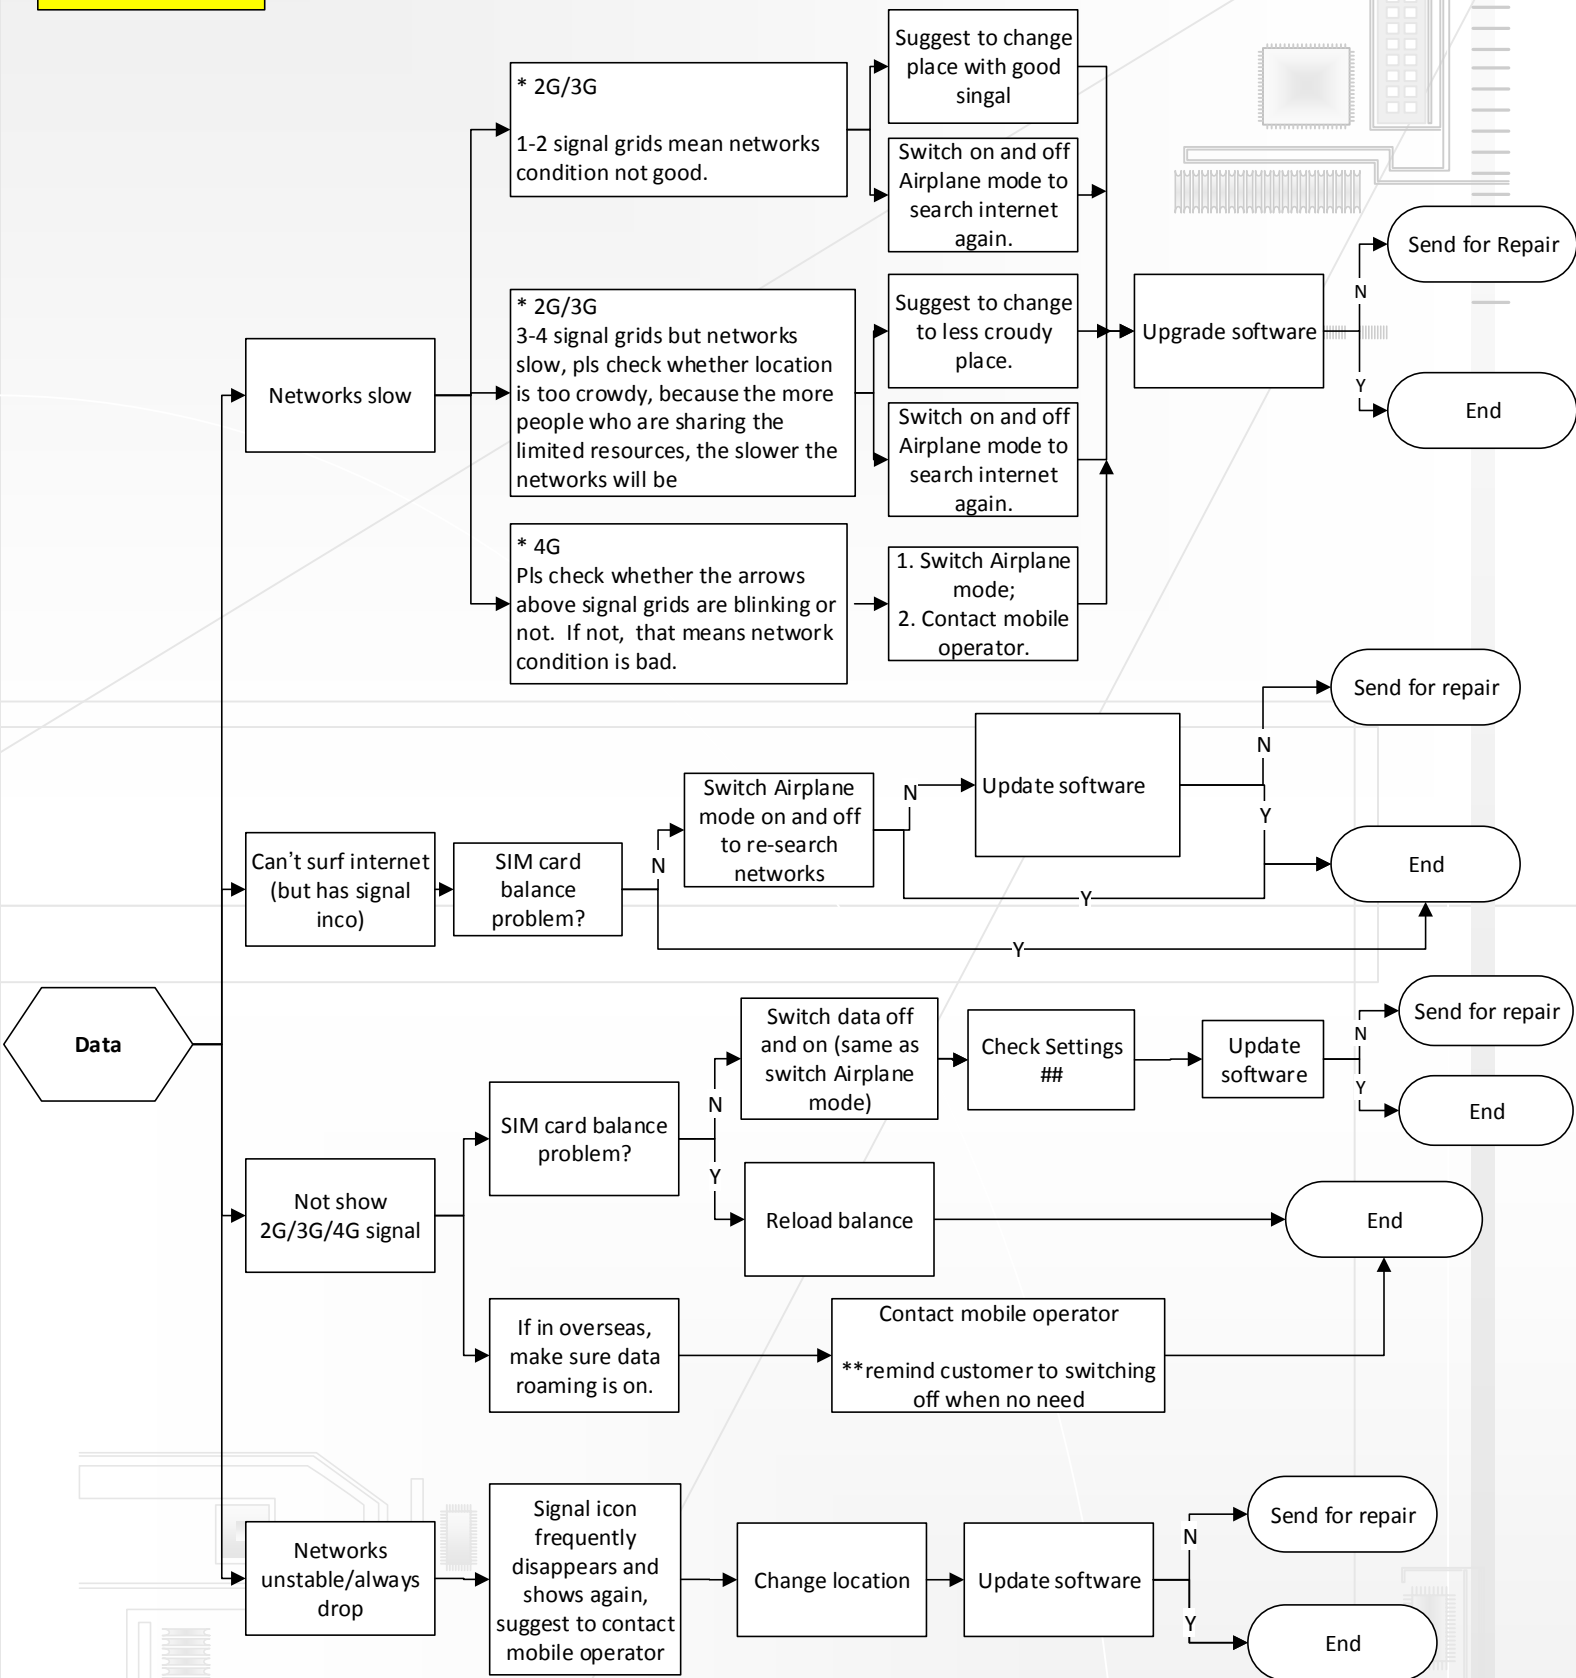 * 2G/3G
1-2 signal grids mean networks
condition not good.
Suggest to change
place with good
singal
Switch on and off
Airplane mode to
search internet
again.
Networks slow
* 2G/3G
3-4 signal grids but networks
slow, pls check whether location
is too crowdy, because the more
people who are sharing the
limited resources, the slower the
networks will be
Suggest to change
to less croudy
place.
Switch on and off
Airplane mode to
search internet
again.
* 4G
Pls check whether the arrows
above signal grids are blinking or
not.  If not,  that means network
condition is bad.
1. Switch Airplane
mode;
2. Contact mobile
operator.
Upgrade software
N
Y
Send for Repair
End
Can’t surf internet
(but has signal
inco)
SIM card
balance
problem?
N
Y
Switch Airplane
mode on and off
to re-search
networks
N
Y
Update software
N
Y
Send for repair
End
Data
Not show
2G/3G/4G signal
SIM card balance
problem?
N
Y
Switch data off
and on (same as
switch Airplane
mode)
Check Settings
##
Update
software
N
Y
Send for repair
End
Reload balance
End
If in overseas,
make sure data
roaming is on.
Contact mobile operator
**remind customer to switching
off when no need
Networks
unstable/always
drop
Signal icon
frequently
disappears and
shows again,
suggest to contact
mobile operator
Change location
Update software
N
Y
Send for repair
End